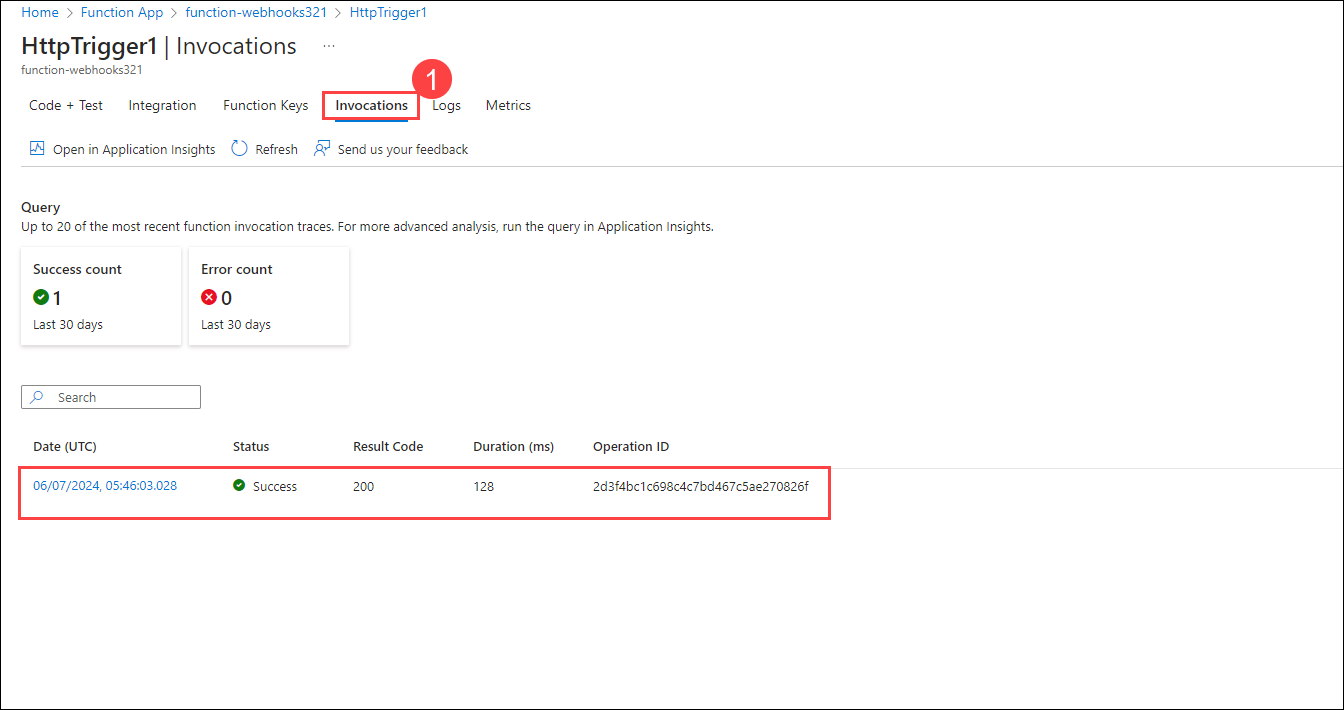 Home > Function App > function-webhooks321 > HttpTrigger1
HttpTrigger1 | Invocations ...
function-webhooks321
1
Code + Test Integration Function Keys Invocations Logs Metrics
Open in Application Insights Refresh Send us your feedback
Query
Up to 20 of the most recent function invocation traces. For more advanced analysis, run the query in Application Insights.
Success count Error count
1 0
Last 30 days Last 30 days
Search
Date (UTC) Status Result Code Duration (ms) Operation ID
06/07/2024, 05:46:03.028 Success 200 128 2d3f4bc1c698c4c7bd467c5ae270826f